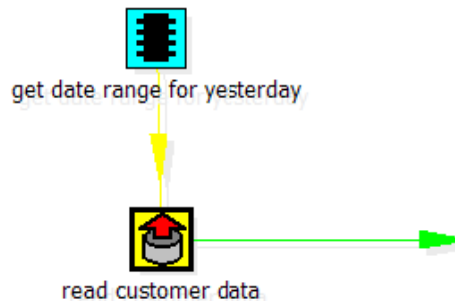 get date range for yesterday
read customer data